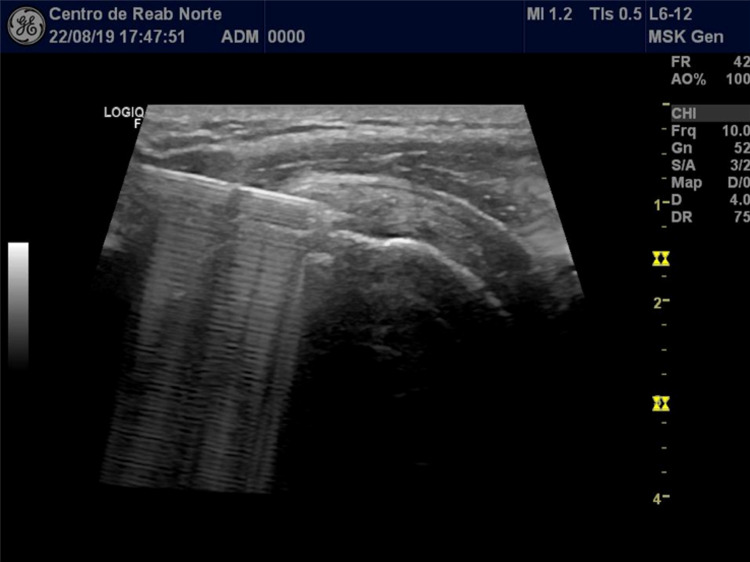 Centro de Reab Norte
22/08/19 17:47:51 ADM 0000
MI 1.2 TIs 0.5 L6-12
MSK Gen
FR 42
AO% 100
CHI
Frq 10.0
Gn 52
S/A 3/2
Map D/0
D 4.0
DR 75
LOGIQ
F
1
2
4